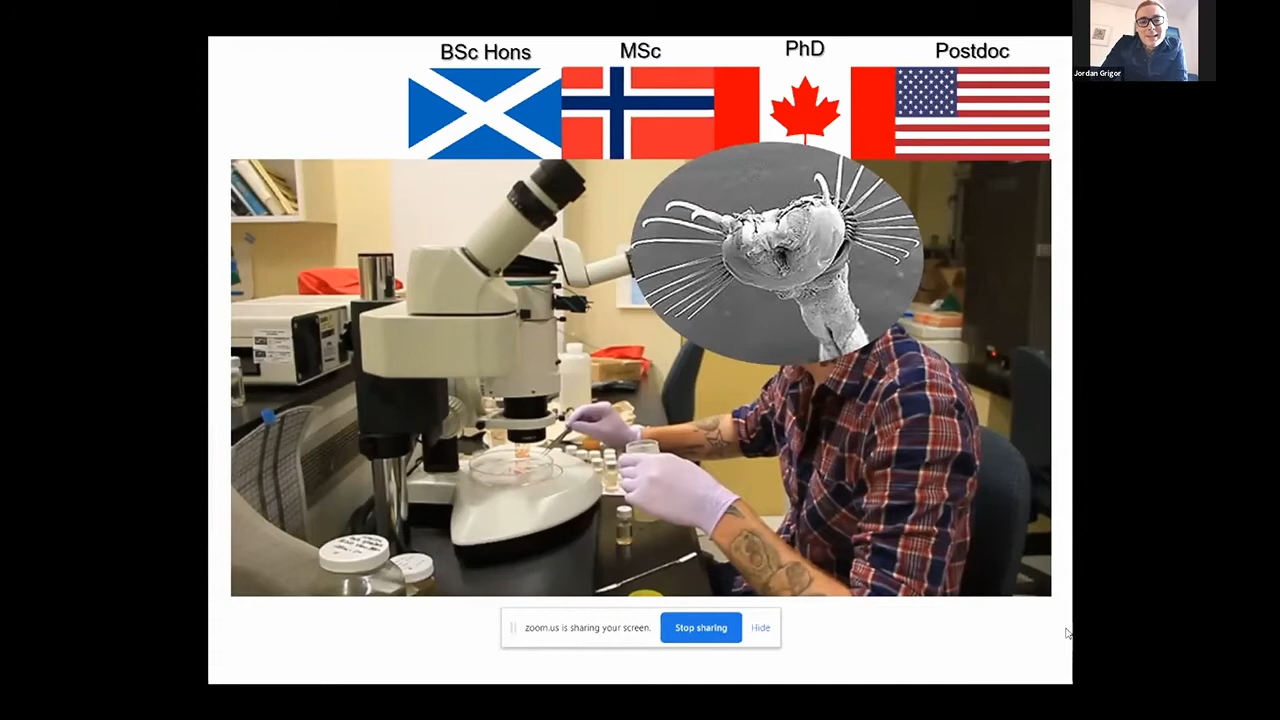 BSc Hons
MSc
PhD
Postdoc
Jordan Grigor
zoom.us is sharing your screen.
Stop sharing
Hide